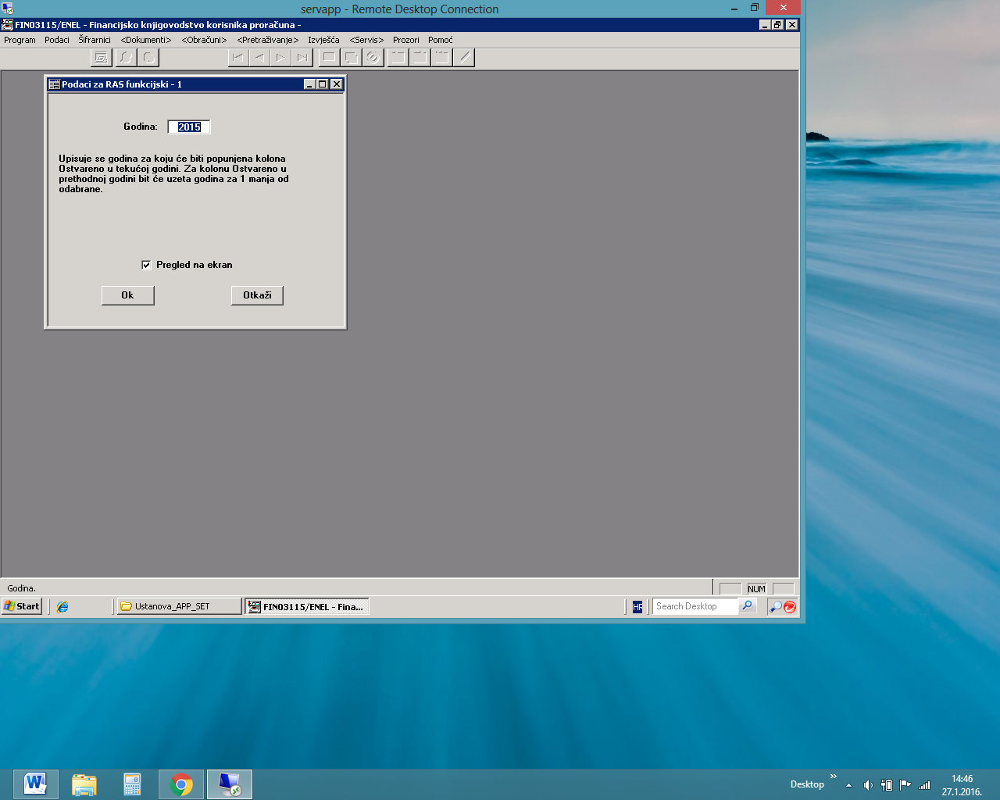 servapp - Remote Desktop Connection
FIN03115/ENEL - Financijsko knjigovodstvo korisnika proračuna -
Program Podaci Šifrarnici <Dokumenti> <Obračuni> <Pretraživanje> Izvješća <Servis> Prozori Pomoć
Podaci za RAS funkcijski - 1
Godina: 2015
Upisuje se godina za koju će biti popunjena kolona
Ostvareno u tekućoj godini. Za kolonu Ostvareno u
prethodnoj godini bit će uzeta godina za 1 manja od
odabrane.
Pregled na ekran
Ok Otkaži
Godina. NUM
Start Ustanova_APP_SET FIN03115/ENEL - Fina... HR Search Desktop
Desktop 14:46
27.1.2016.